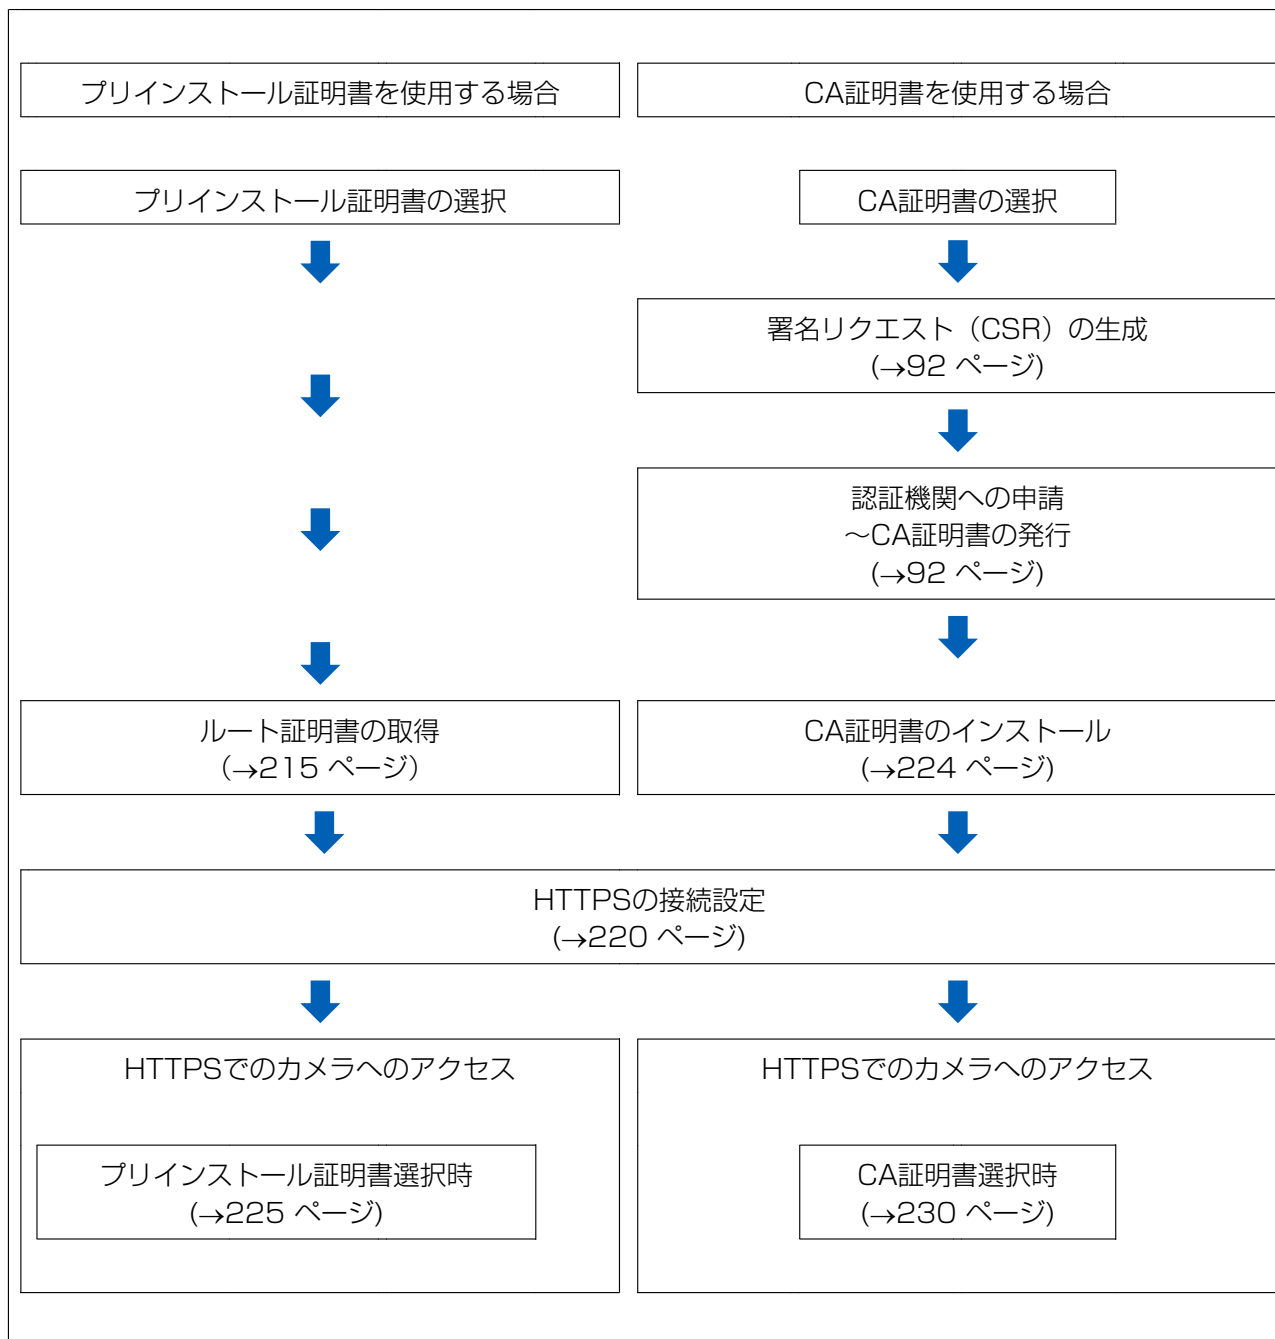 プリインストール証明書を使用する場合
CA証明書を使用する場合
プリインストール証明書の選択
CA証明書の選択
署名リクエスト（CSR）の生成
(→92 ページ)
認証機関への申請
～CA証明書の発行
(→92 ページ)
ルート証明書の取得
（→215 ページ）
CA証明書のインストール
(→224 ページ)
HTTPSの接続設定
(→220 ページ)
HTTPSでのカメラへのアクセス
プリインストール証明書選択時
(→225 ページ)
HTTPSでのカメラへのアクセス
CA証明書選択時
(→230 ページ)